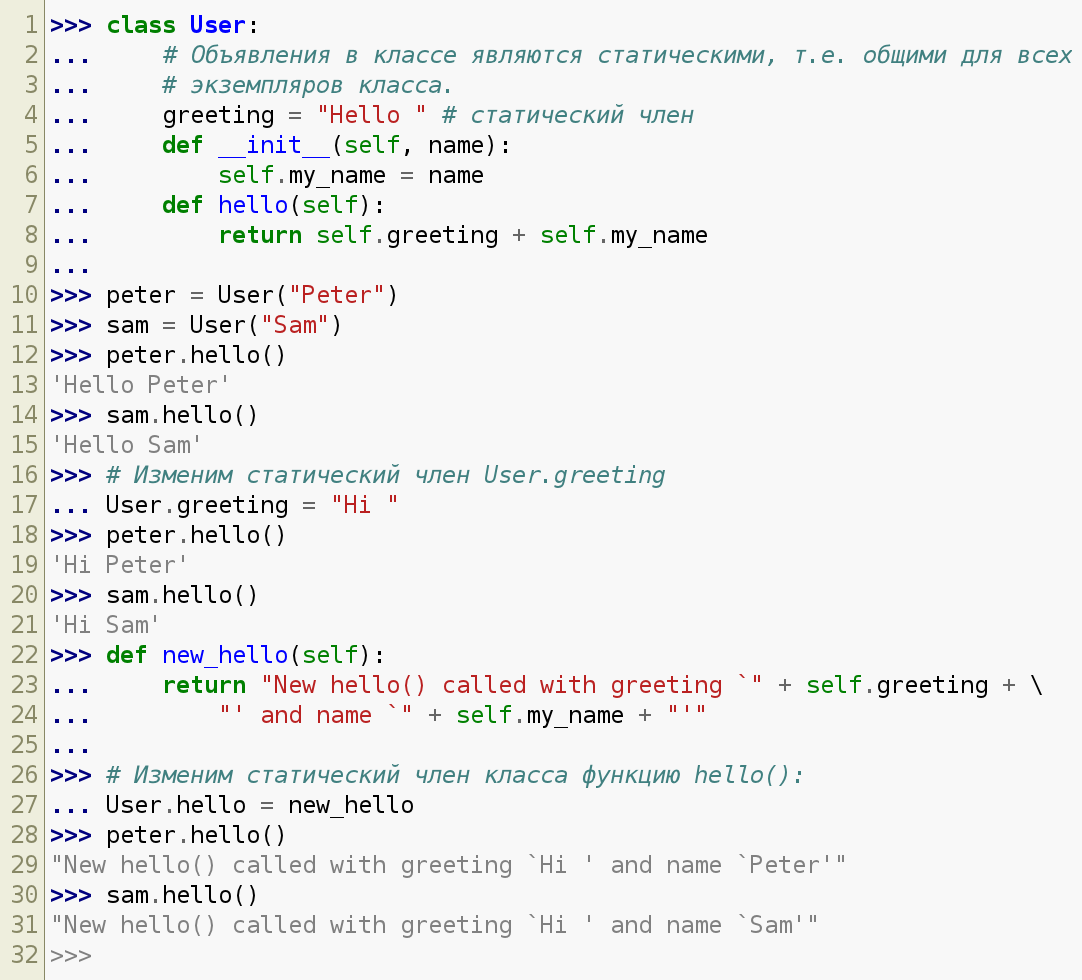 1 >>> class User:
2 ...     # Объявления в классе являются статическими, т.е. общими для всех
3 ...     # экземпляров класса.
4 ...     greeting = "Hello " # статический член
5 ...     def __init__(self, name):
6 ...         self.my_name = name
7 ...     def hello(self):
8 ...         return self.greeting + self.my_name
9 ...
10 >>> peter = User("Peter")
11 >>> sam = User("Sam")
12 >>> peter.hello()
13 'Hello Peter'
14 >>> sam.hello()
15 'Hello Sam'
16 >>> # Изменим статический член User.greeting
17 ... User.greeting = "Hi "
18 >>> peter.hello()
19 'Hi Peter'
20 >>> sam.hello()
21 'Hi Sam'
22 >>> def new_hello(self):
23 ...     return "New hello() called with greeting `" + self.greeting + \
24 ...         "' and name `" + self.my_name + "'"
25 ...
26 >>> # Изменим статический член класса функцию hello():
27 ... User.hello = new_hello
28 >>> peter.hello()
29 "New hello() called with greeting `Hi ' and name `Peter'"
30 >>> sam.hello()
31 "New hello() called with greeting `Hi ' and name `Sam'"
32 >>>